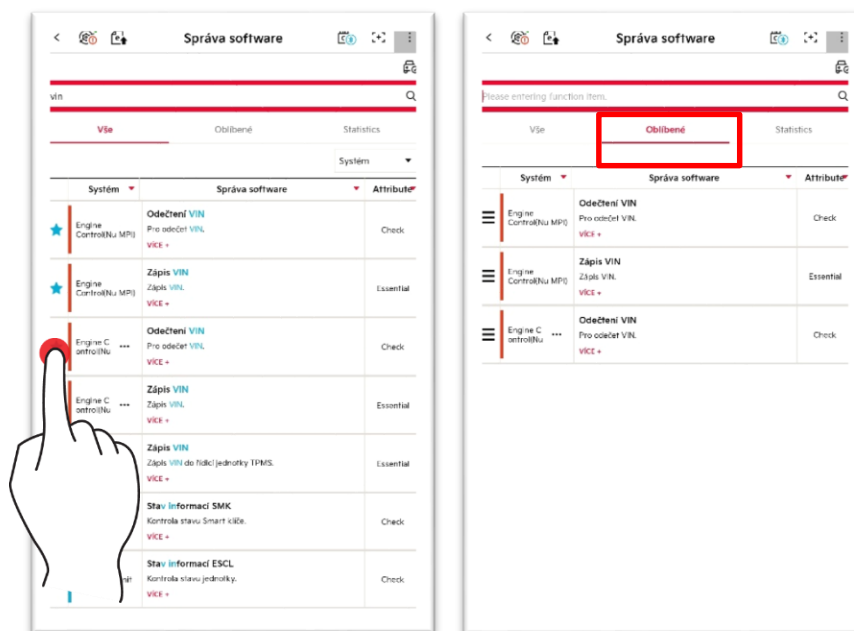 Správa software
vin
Vše Oblíbené Statistics
Systém
Systém Správa software Attribute
Engine Control(Nu MPI)
Odečtení VIN
Pro odečet VIN.
VÍCE +
Check
Engine Control(Nu MPI)
Zápis VIN
Zápis VIN.
VÍCE +
Essential
Engine C ontrol(Nu ...
Odečtení VIN
Pro odečet VIN.
VÍCE +
Check
Engine C ontrol(Nu ...
Zápis VIN
Zápis VIN.
VÍCE +
Essential
Zápis VIN
Zápis VIN do řídicí jednotky TPMS.
VÍCE +
Essential
Stav informací SMK
Kontrola stavu Smart klíče.
VÍCE +
Check
Stav informací ESCL
Kontrola stavu jednotky.
VÍCE +
Check
Správa software
Please entering function item.
Vše Oblíbené Statistics
Systém Správa software Attribute
Engine Control(Nu MPI)
Odečtení VIN
Pro odečet VIN.
VÍCE +
Check
Engine Control(Nu MPI)
Zápis VIN
Zápis VIN.
VÍCE +
Essential
Engine C ontrol(Nu ...
Odečtení VIN
Pro odečet VIN.
VÍCE +
Check